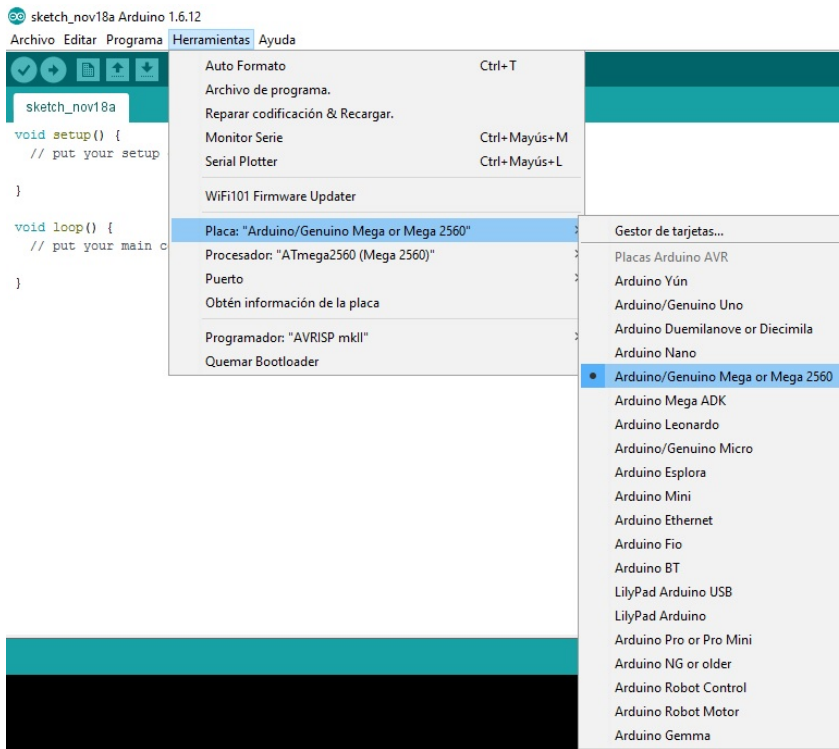 sketch_nov18a Arduino 1.6.12
Archivo Editar Programa Herramientas Ayuda
sketch_nov18a
void setup() {
// put your setup
}
void loop() {
// put your main c
}
Auto Formato Ctrl+T
Archivo de programa.
Reparar codificación & Recargar.
Monitor Serie Ctrl+Mayús+M
Serial Plotter Ctrl+Mayús+L
WiFi101 Firmware Updater
Placa: "Arduino/Genuino Mega or Mega 2560"
Procesador: "ATmega2560 (Mega 2560)"
Puerto
Obtén información de la placa
Programador: "AVRISP mkII"
Quemar Bootloader
Gestor de tarjetas...
Placas Arduino AVR
Arduino Yún
Arduino/Genuino Uno
Arduino Duemilanove or Diecimila
Arduino Nano
Arduino/Genuino Mega or Mega 2560
Arduino Mega ADK
Arduino Leonardo
Arduino/Genuino Micro
Arduino Esplora
Arduino Mini
Arduino Ethernet
Arduino Fio
Arduino BT
LilyPad Arduino USB
LilyPad Arduino
Arduino Pro or Pro Mini
Arduino NG or older
Arduino Robot Control
Arduino Robot Motor
Arduino Gemma